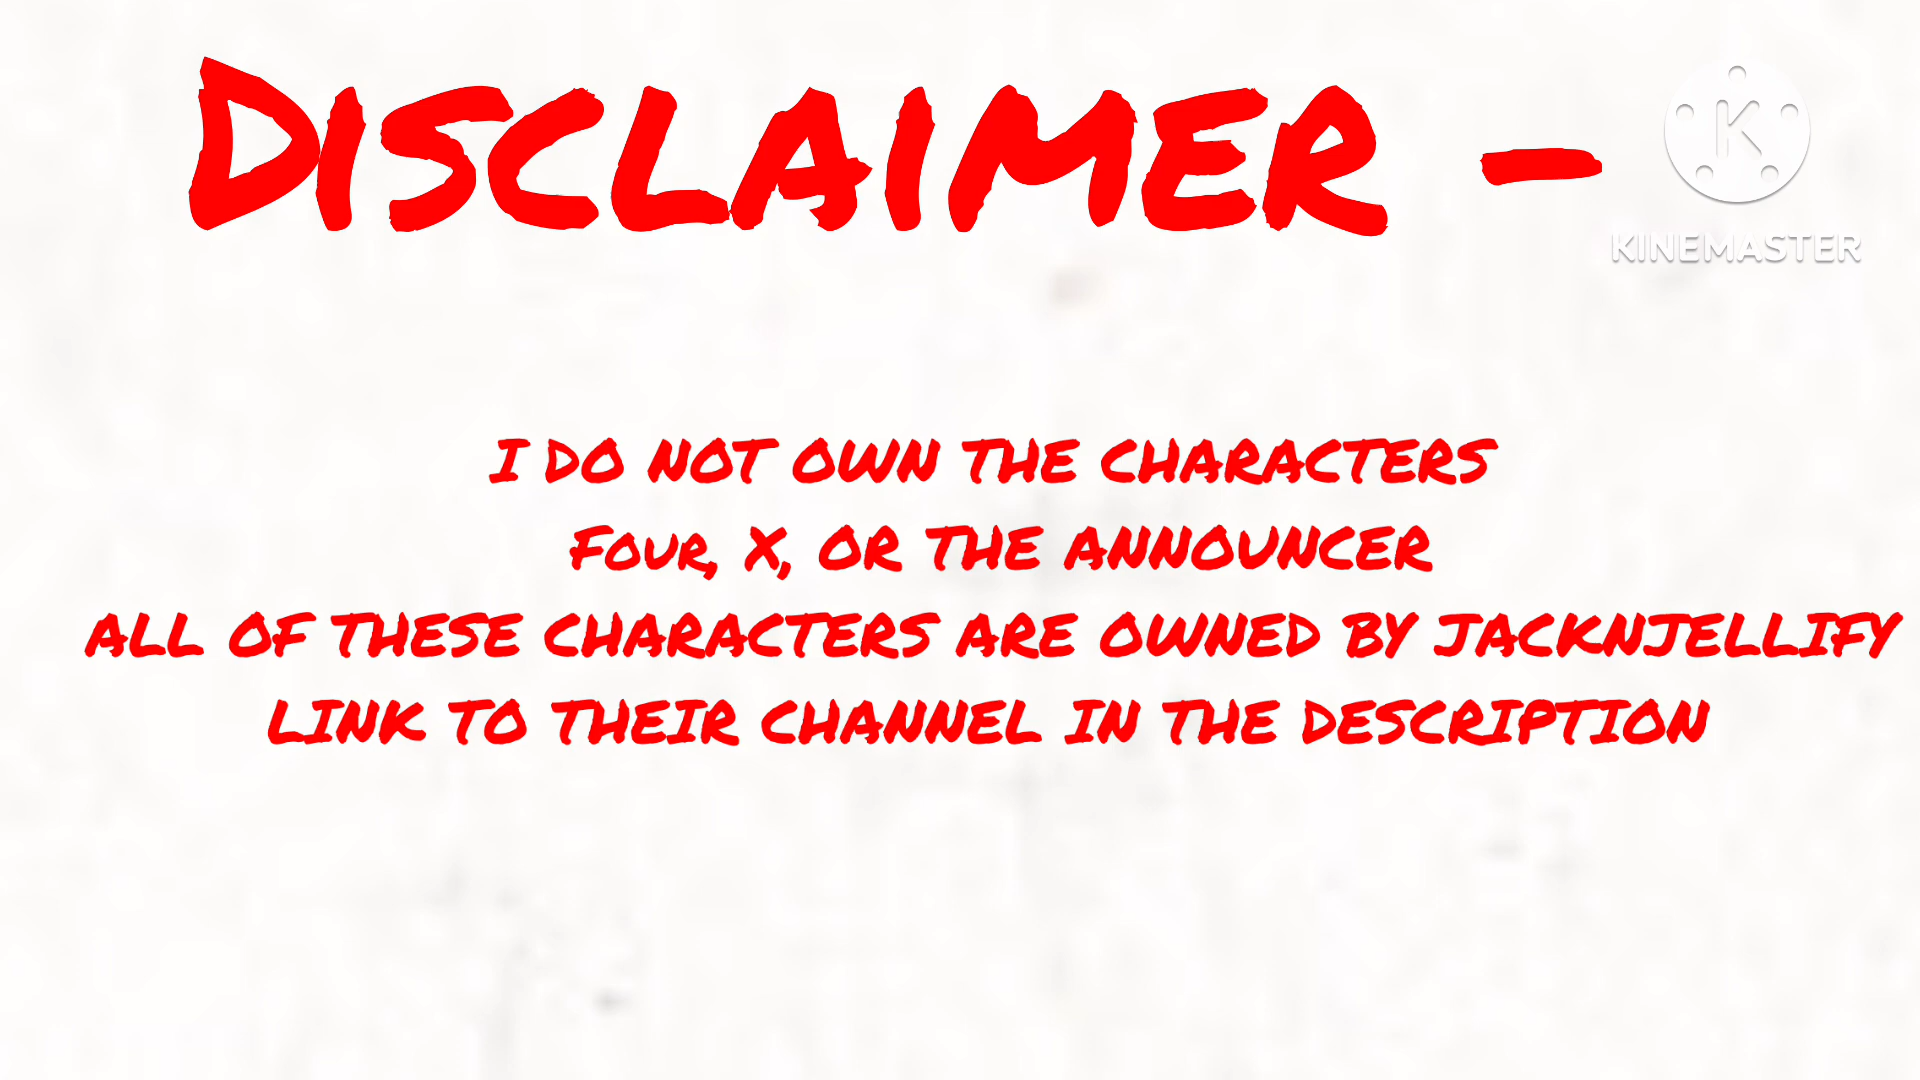 DISCLAIMER -
K
KINEMASTER
I DO NOT OWN THE CHARACTERS
FOUR, X, OR THE ANNOUNCER
ALL OF THESE CHARACTERS ARE OWNED BY JACKNJELLIFY
LINK TO THEIR CHANNEL IN THE DESCRIPTION